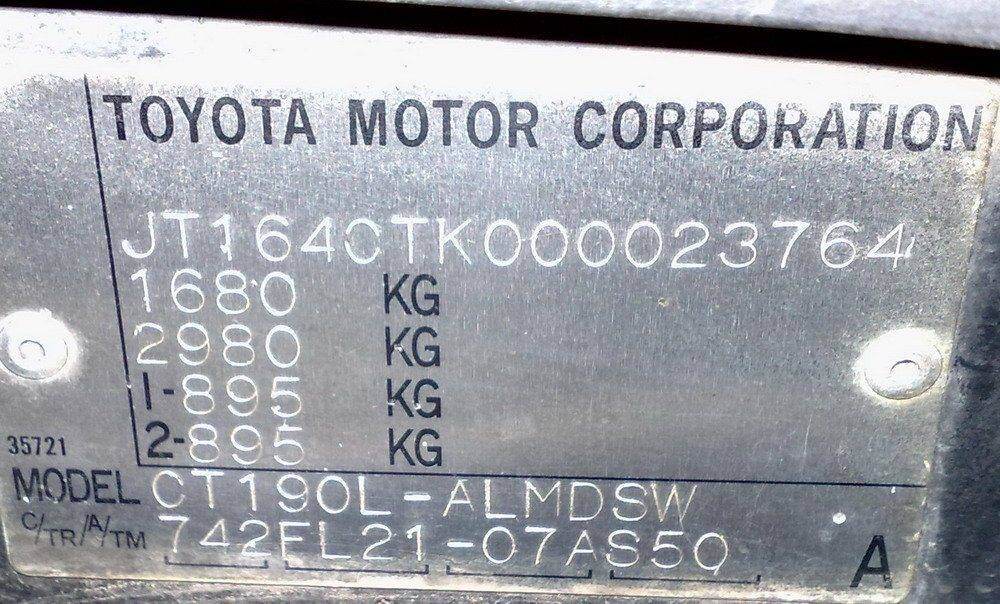 TOYOTA MOTOR CORPORATION
JT164CTK000023764
1680 KG
2980 KG
1-895 KG
2-895 KG
35721
MODEL CT190L-ALMDSW
C/TR/A/TM 742FL21-07AS50
A